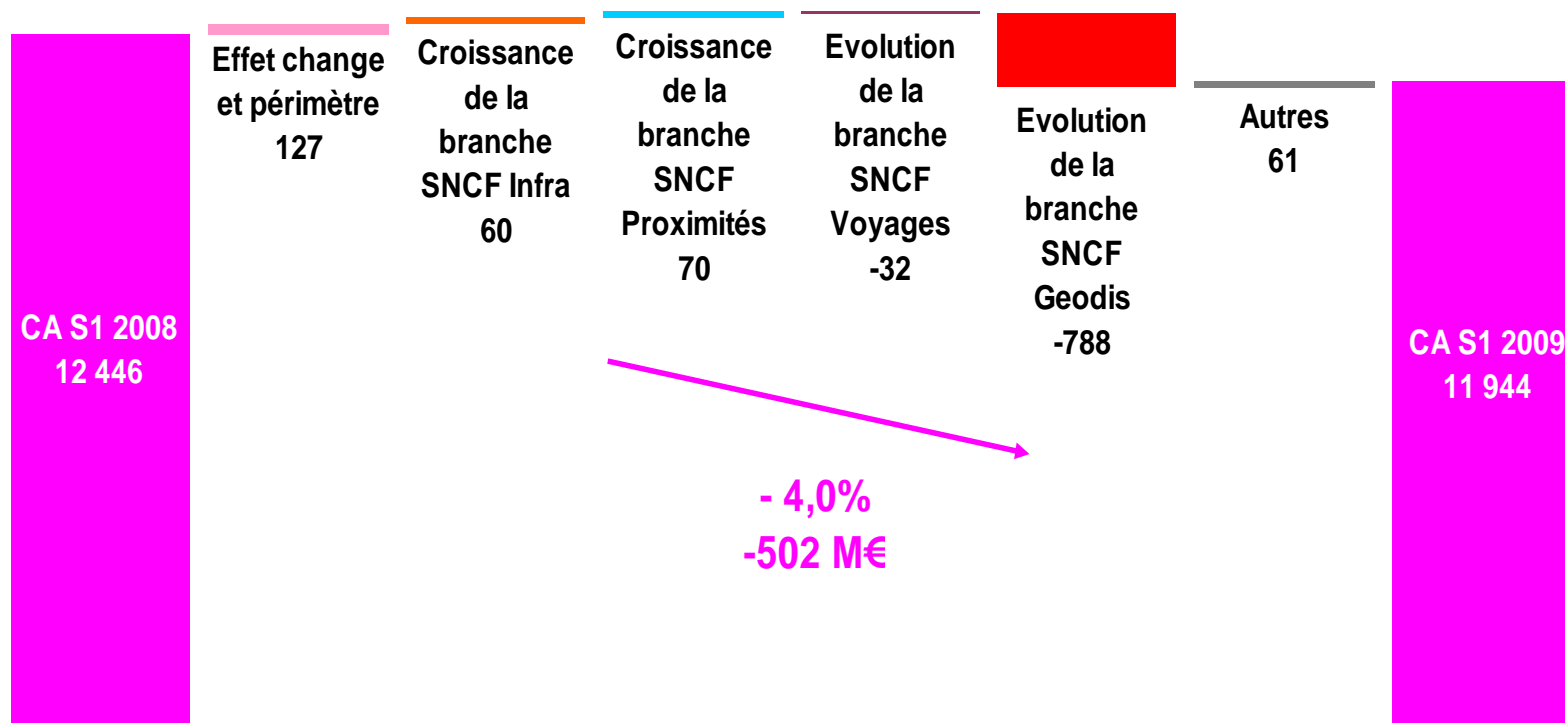 CA S1 2008
12 446
Effet change
et périmètre
127
Croissance
de la
branche
SNCF Infra
60
Croissance
de la
branche
SNCF
Proximités
70
Evolution
de la
branche
SNCF
Voyages
-32
Evolution
de la
branche
SNCF
Geodis
-788
Autres
61
CA S1 2009
11 944
- 4,0%
-502 M€